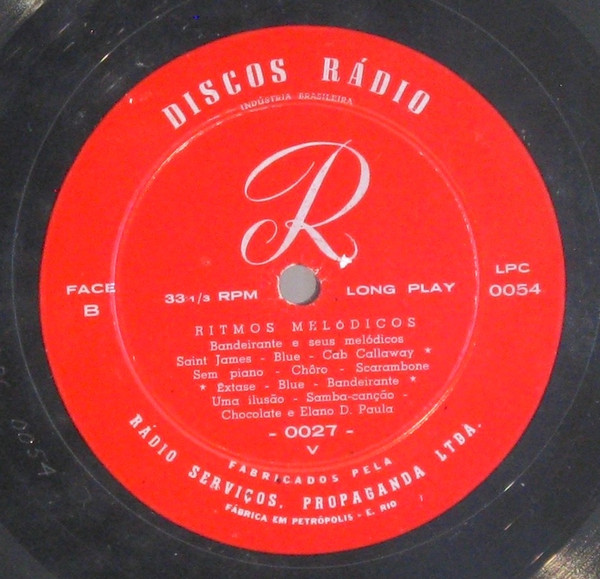 DISCOS RÁDIO
INDÚSTRIA BRASILEIRA
R
FACE
B
33 1/3 RPM
LONG PLAY
LPC
0054
RITMOS MELÓDICOS
Bandeirante e seus melódicos
Saint James - Blue - Cab Callaway *
Sem piano - Chôro - Scarambone
* Êxtase - Blue - Bandeirante *
Uma ilusão - Samba-canção -
Chocolate e Elano D. Paula
- 0027 -
V
FABRICADOS PELA
RÁDIO SERVIÇOS, PROPAGANDA LTDA.
FÁBRICA EM PETRÓPOLIS - E. RIO
0054